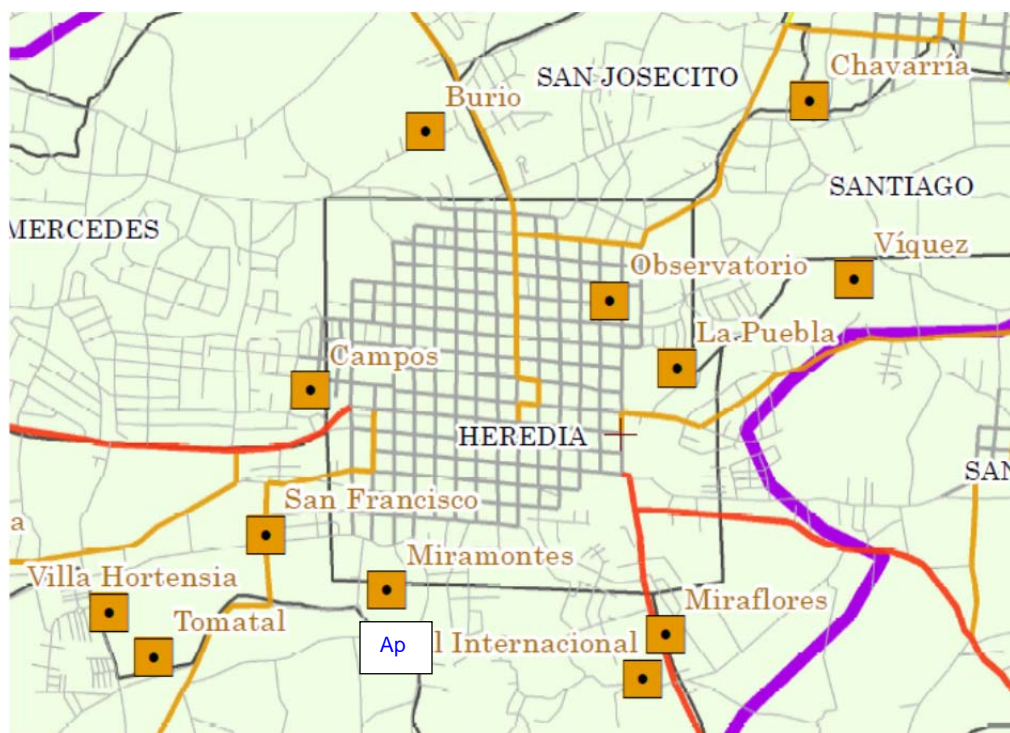 Chavarría
SAN JOSECITO
Burio
SANTIAGO
MERCEDES
Víquez
Observatorio
La Puebla
Campos
HEREDIA
SAN
San Francisco
a
Miramontes
Villa Hortensia
Miraflores
Tomatal
Ap
l Internacional